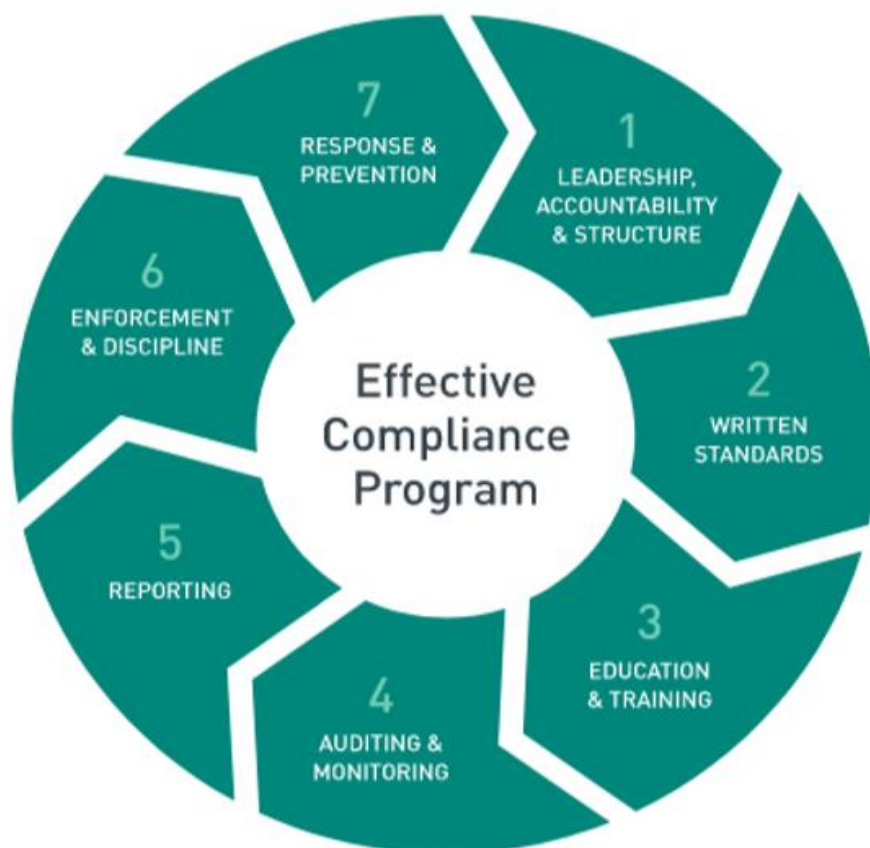 Effective
Compliance
Program
1
LEADERSHIP,
ACCOUNTABILITY
& STRUCTURE
2
WRITTEN
STANDARDS
3
EDUCATION
& TRAINING
4
AUDITING &
MONITORING
5
REPORTING
6
ENFORCEMENT
& DISCIPLINE
7
RESPONSE &
PREVENTION